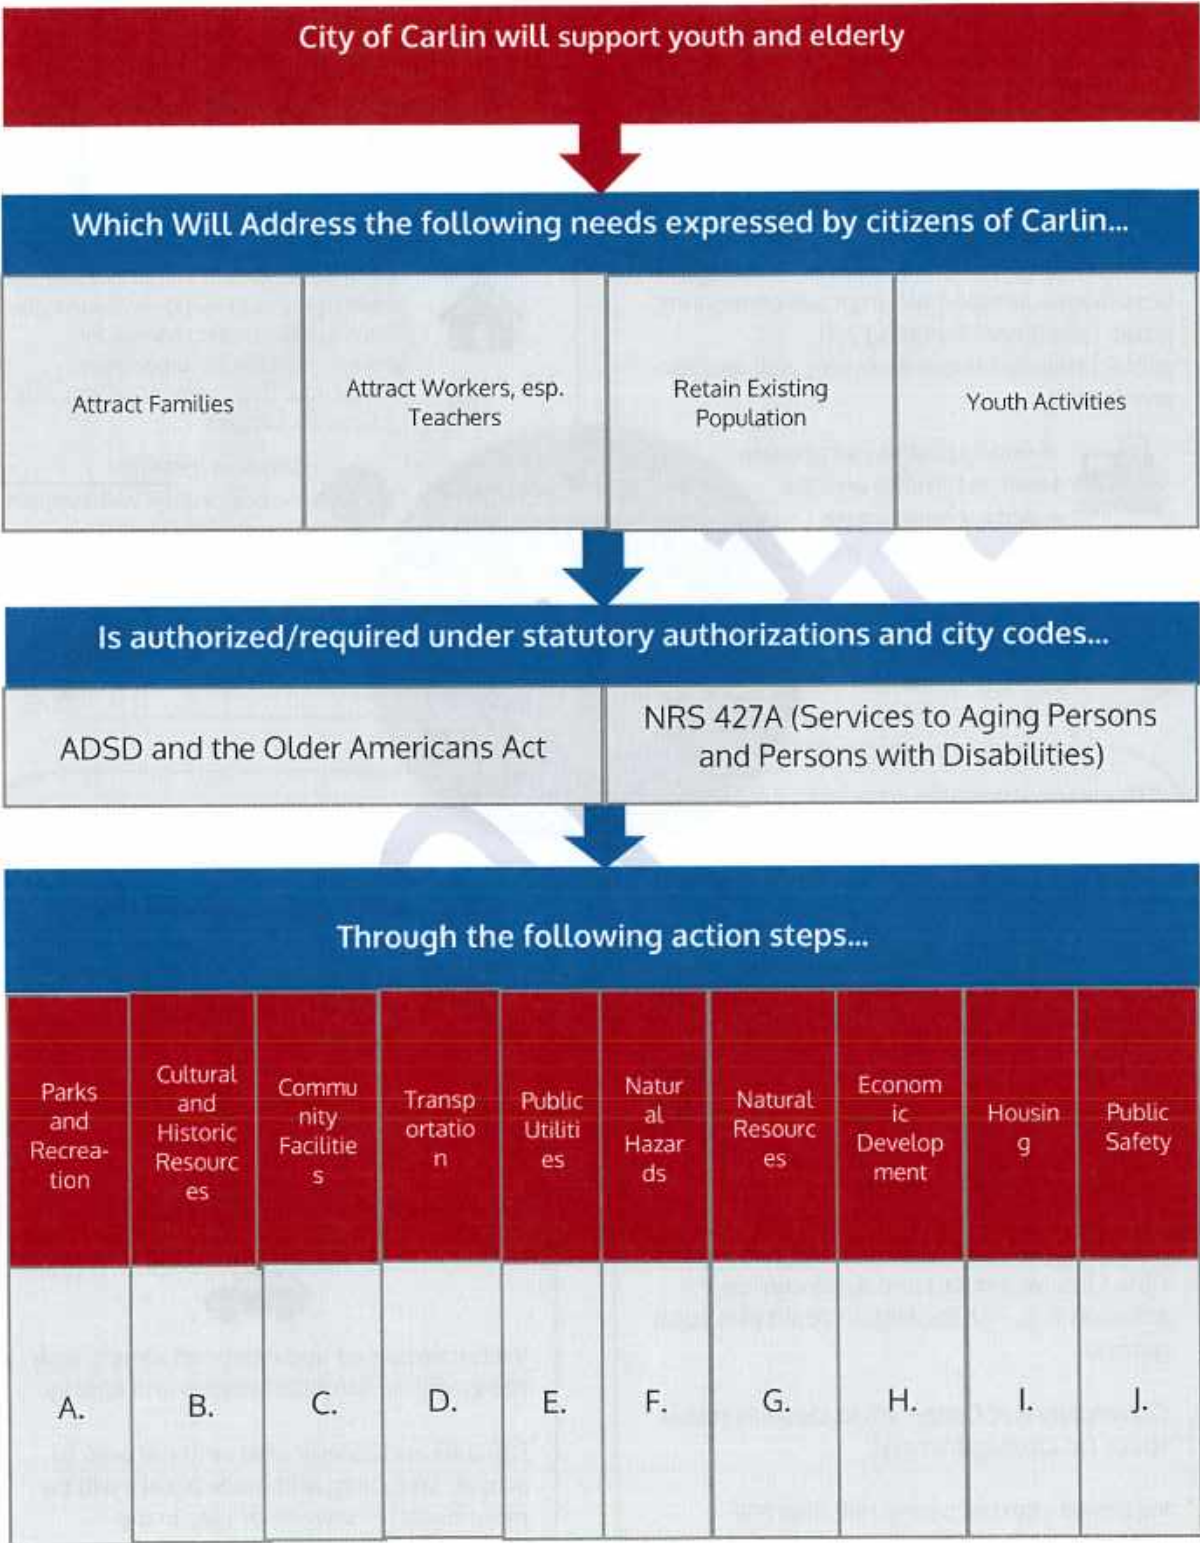 City of Carlin will support youth and elderly
Which Will Address the following needs expressed by citizens of Carlin...
Attract Families
Attract Workers, esp.
Teachers
Retain Existing
Population
Youth Activities
Is authorized/required under statutory authorizations and city codes...
ADSD and the Older Americans Act
NRS 427A (Services to Aging Persons
and Persons with Disabilities)
Through the following action steps...
Parks
and
Recrea-
tion
Cultural
and
Historic
Resourc
es
Commu
nity
Facilitie
s
Transp
ortatio
n
Public
Utiliti
es
Natur
al
Hazar
ds
Natural
Resourc
es
Econom
ic
Develop
ment
Housin
g
Public
Safety
A.
B.
C.
D.
E.
F.
G.
H.
I.
J.